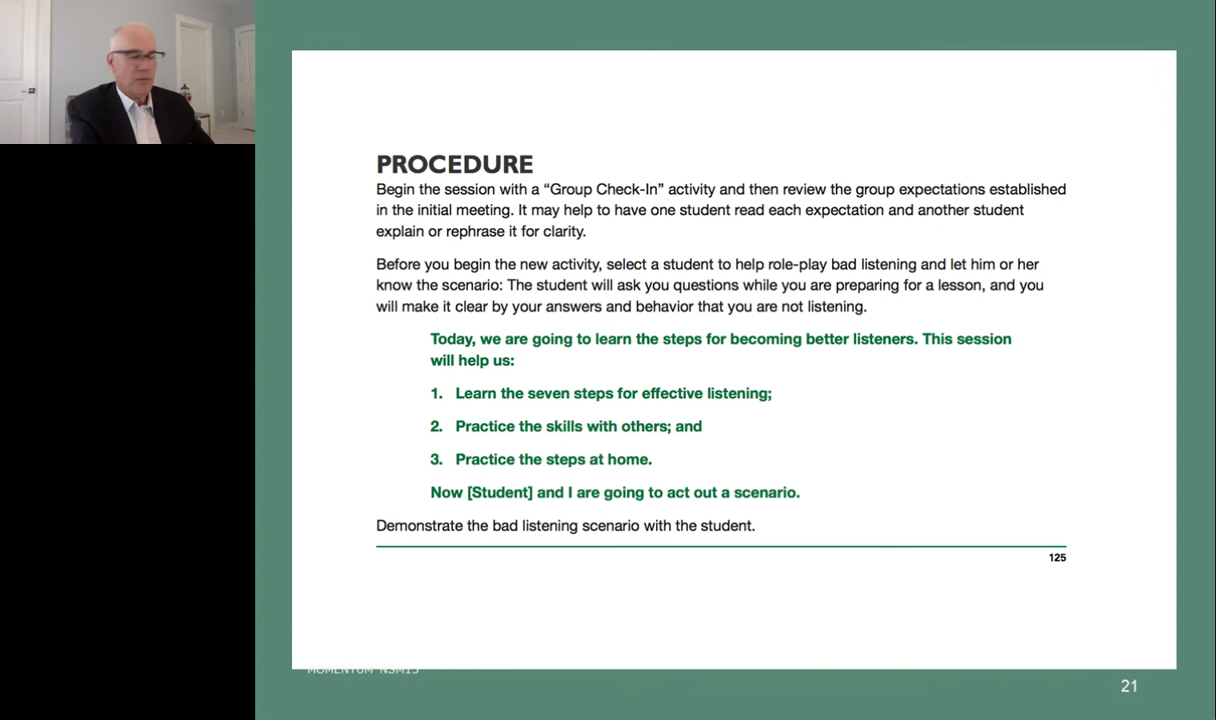 PROCEDURE
Begin the session with a “Group Check-In” activity and then review the group expectations established
in the initial meeting. It may help to have one student read each expectation and another student
explain or rephrase it for clarity.
Before you begin the new activity, select a student to help role-play bad listening and let him or her
know the scenario: The student will ask you questions while you are preparing for a lesson, and you
will make it clear by your answers and behavior that you are not listening.
Today, we are going to learn the steps for becoming better listeners. This session
will help us:
1. Learn the seven steps for effective listening;
2. Practice the skills with others; and
3. Practice the steps at home.
Now [Student] and I are going to act out a scenario.
Demonstrate the bad listening scenario with the student.
125
MOMENTUM
21